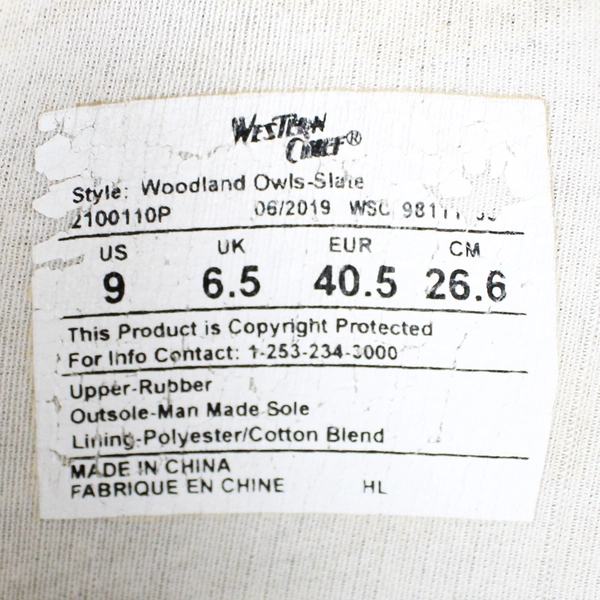 WESTERN
CHIEF®
Style: Woodland Owls-Slate
2100110P 06/2019 WSC
US UK EUR CM
9 6.5 40.5 26.6
This Product is Copyright Protected
For Info Contact: 1-253-234-3000
Upper-Rubber
Outsole-Man Made Sole
Lining-Polyester/Cotton Blend
MADE IN CHINA
FABRIQUE EN CHINE HL